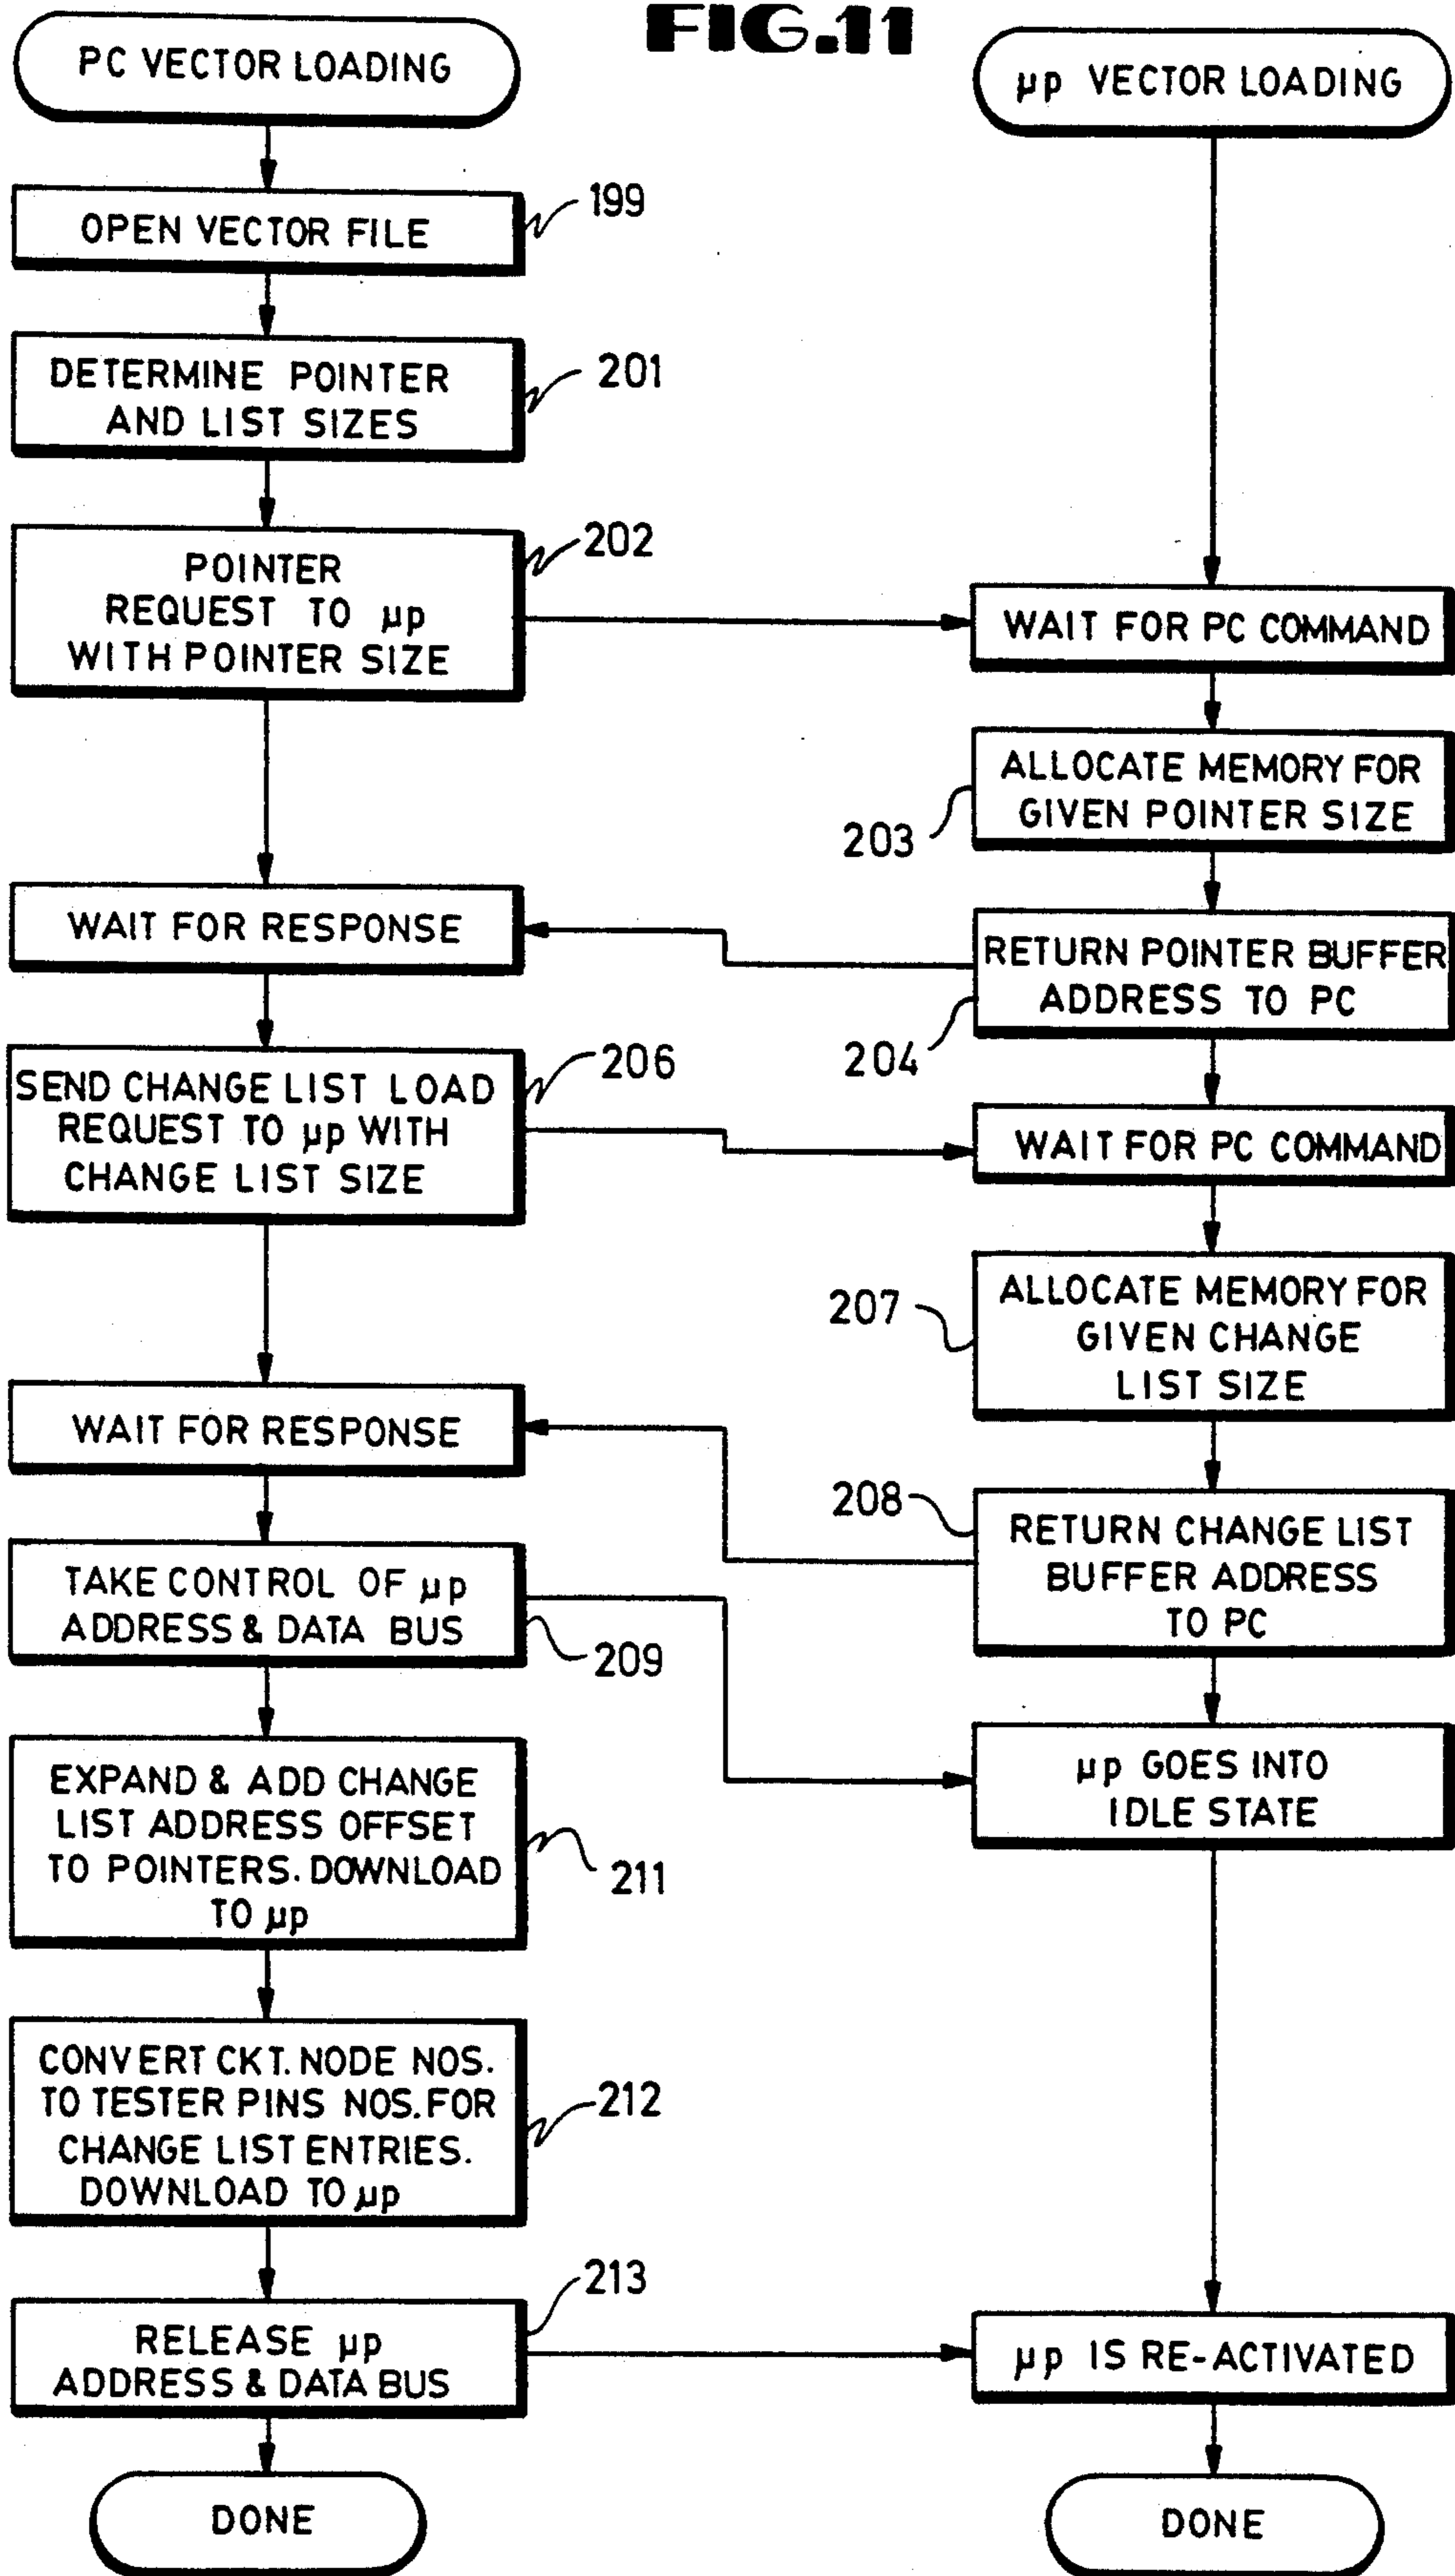 FIG.11
PC VECTOR LOADING
OPEN VECTOR FILE
199
DETERMINE POINTER
AND LIST SIZES
201
POINTER
REQUEST TO µp
WITH POINTER SIZE
202
WAIT FOR RESPONSE
SEND CHANGE LIST LOAD
REQUEST TO µp WITH
CHANGE LIST SIZE
206
WAIT FOR RESPONSE
TAKE CONTROL OF µp
ADDRESS & DATA BUS
209
EXPAND & ADD CHANGE
LIST ADDRESS OFFSET
TO POINTERS. DOWNLOAD
TO µp
211
CONVERT CKT. NODE NOS.
TO TESTER PINS NOS. FOR
CHANGE LIST ENTRIES.
DOWNLOAD TO µp
212
RELEASE µp
ADDRESS & DATA BUS
213
DONE
µp VECTOR LOADING
WAIT FOR PC COMMAND
ALLOCATE MEMORY FOR
GIVEN POINTER SIZE
203
RETURN POINTER BUFFER
ADDRESS TO PC
204
WAIT FOR PC COMMAND
ALLOCATE MEMORY FOR
GIVEN CHANGE
LIST SIZE
207
RETURN CHANGE LIST
BUFFER ADDRESS
TO PC
208
µp GOES INTO
IDLE STATE
µp IS RE-ACTIVATED
DONE